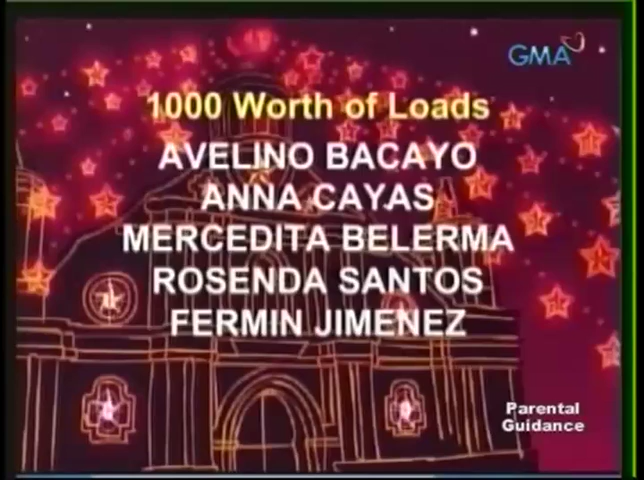 GMA
1000 Worth of Loads
AVELINO BACAYO
ANNA CAYAS
MERCEDITA BELERMA
ROSENDA SANTOS
FERMIN JIMENEZ
Parental
Guidance